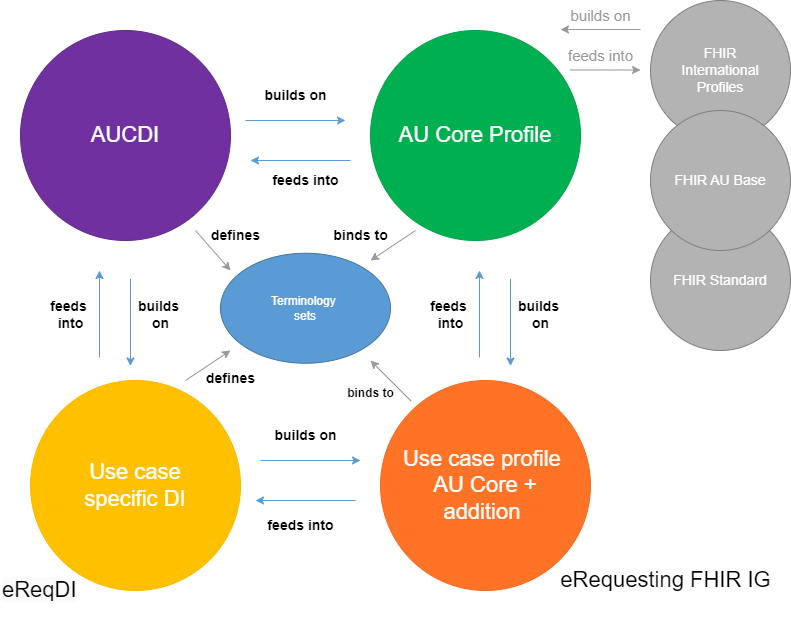 builds on
feeds into
FHIR
International
Profiles
FHIR AU Base
FHIR Standard
AUCDI
builds on
feeds into
AU Core Profile
defines
binds to
Terminology
sets
feeds
into
builds
on
feeds
into
builds
on
defines
binds to
Use case
specific DI
builds on
feeds into
Use case profile
AU Core +
addition
eReqDI
eRequesting FHIR IG